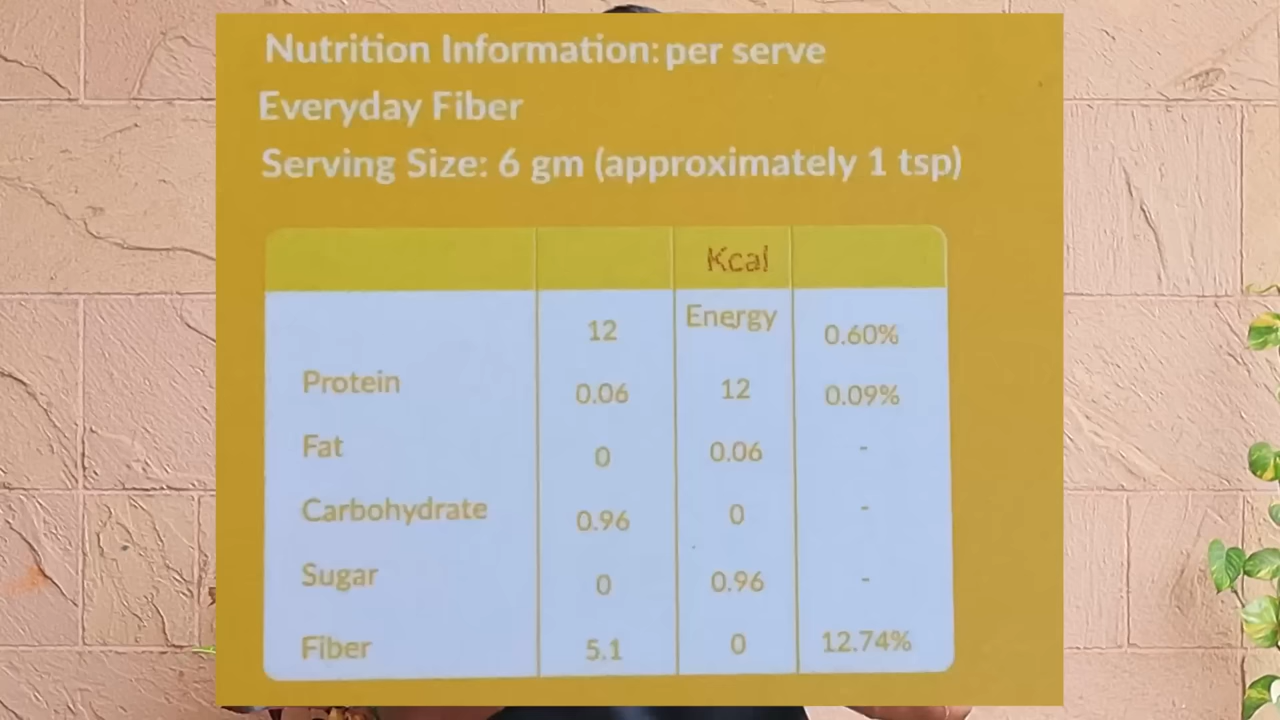 Nutrition Information: per serve
Everyday Fiber
Serving Size: 6 gm (approximately 1 tsp)
Kcal
12 Energy 0.60%
Protein 0.06 12 0.09%
Fat 0 0.06 -
Carbohydrate 0.96 0 -
Sugar 0 0.96 -
Fiber 5.1 0 12.74%